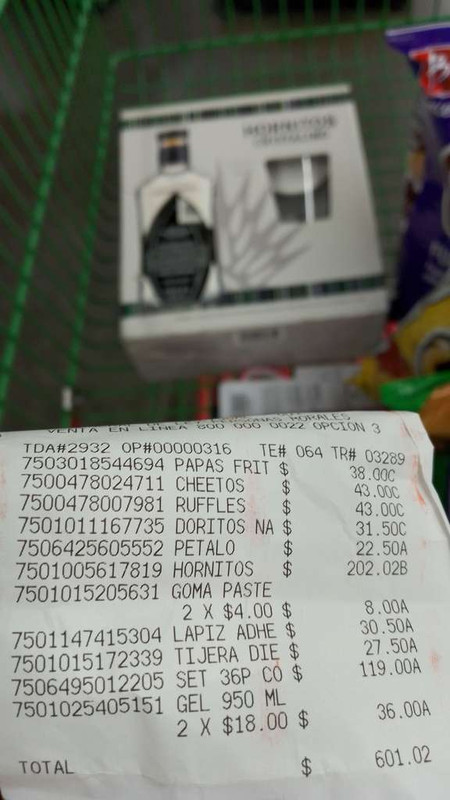 HORNITOS
CRISTALINO
MORALES
VENTA EN LINEA 800 000 0022 OPCION 3
TDA#2932 OP#00000316 TE# 064 TR# 03289
7503018544694 PAPAS FRIT $ 38.00C
7500478024711 CHEETOS $ 43.00C
7500478007981 RUFFLES $ 43.00C
7501011167735 DORITOS NA $ 31.50C
7506425605552 PETALO $ 22.50A
7501005617819 HORNITOS $ 202.02B
7501015205631 GOMA PASTE
2 X $4.00 $ 8.00A
7501147415304 LAPIZ ADHE $ 30.50A
7501015172339 TIJERA DIE $ 27.50A
7506495012205 SET 36P CO $ 119.00A
7501025405151 GEL 950 ML
2 X $18.00 $ 36.00A
TOTAL $ 601.02